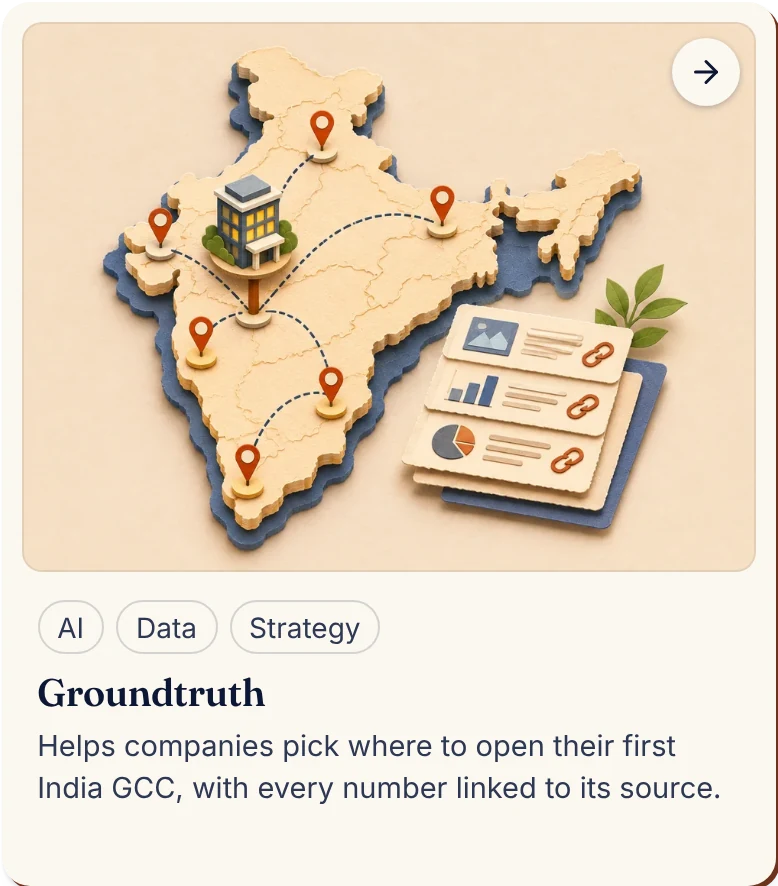 AI
Data
Strategy
Groundtruth
Helps companies pick where to open their first
India GCC, with every number linked to its source.